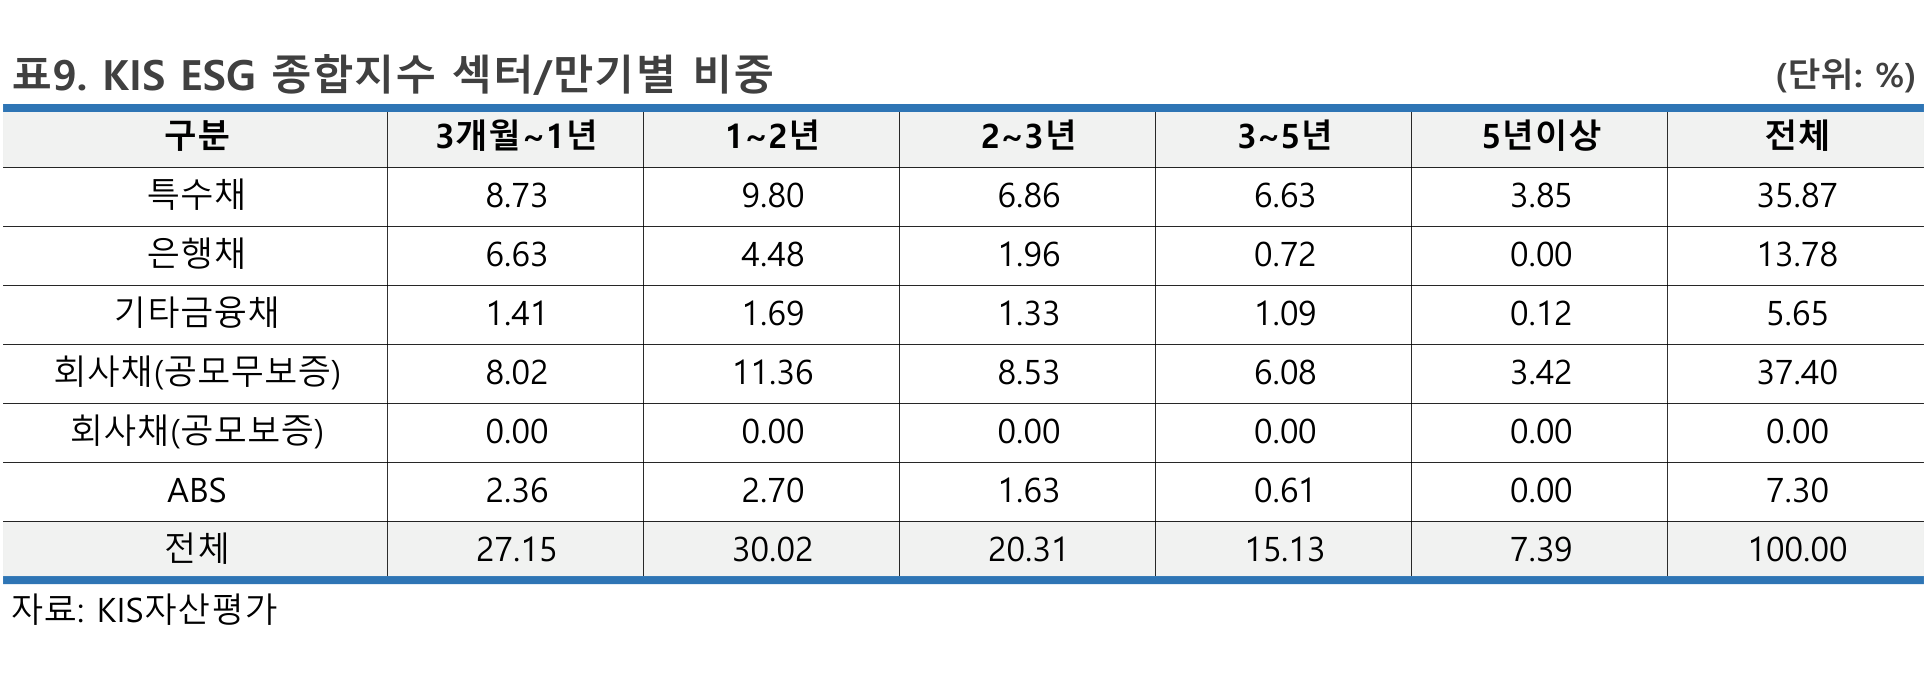 표9. KIS ESG 종합지수 섹터/만기별 비중 (단위: %)
구분 3개월~1년 1~2년 2~3년 3~5년 5년이상 전체
특수채 8.73 9.80 6.86 6.63 3.85 35.87
은행채 6.63 4.48 1.96 0.72 0.00 13.78
기타금융채 1.41 1.69 1.33 1.09 0.12 5.65
회사채(공모무보증) 8.02 11.36 8.53 6.08 3.42 37.40
회사채(공모보증) 0.00 0.00 0.00 0.00 0.00 0.00
ABS 2.36 2.70 1.63 0.61 0.00 7.30
전체 27.15 30.02 20.31 15.13 7.39 100.00
자료: KIS자산평가